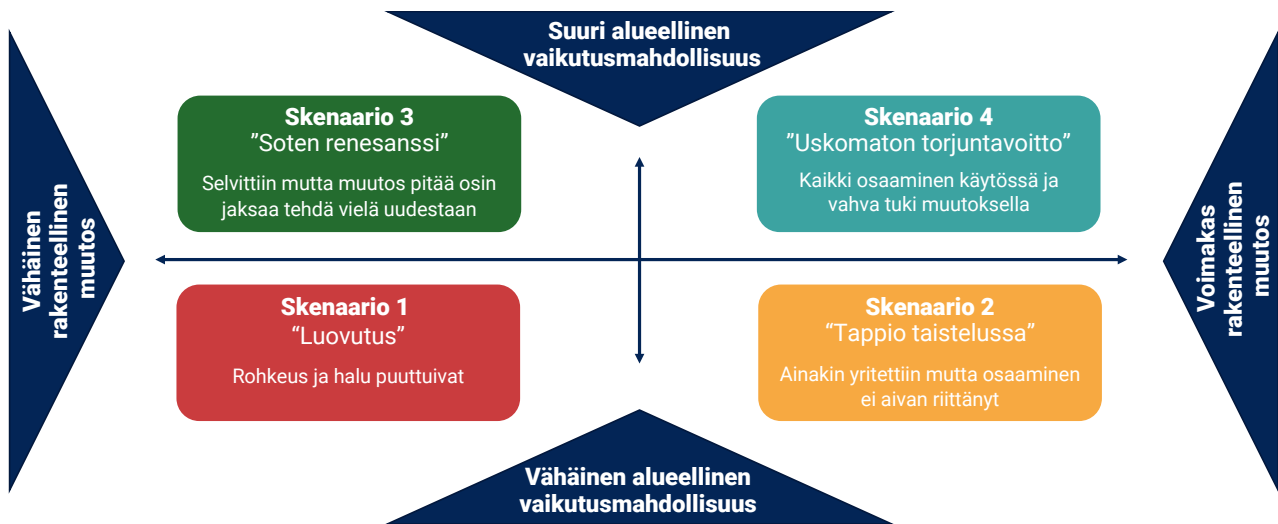 Suuri alueellinen
vaikutusmahdollisuus
Vähäinen
rakenteellinen
muutos
Skenaario 3
”Soten renesanssi”
Selvittiin mutta muutos pitää osin
jaksaa tehdä vielä uudestaan
Skenaario 4
”Uskomaton torjuntavoitto”
Kaikki osaaminen käytössä ja
vahva tuki muutoksella
Voimakas
rakenteellinen
muutos
Skenaario 1
“Luovutus”
Rohkeus ja halu puuttuivat
Skenaario 2
“Tappio taistelussa”
Ainakin yritettiin mutta osaaminen
ei aivan riittänyt
Vähäinen alueellinen
vaikutusmahdollisuus